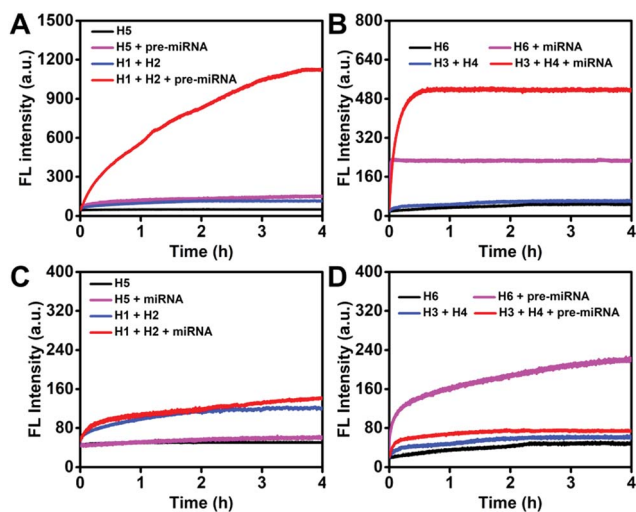 A
FL intensity (a.u.)
1500
1200
900
600
300
0
H5
H5 + pre-miRNA
H1 + H2
H1 + H2 + pre-miRNA
0 1 2 3 4
Time (h)
B
FL Intensity (a.u.)
800
640
480
320
160
0
H6 H6 + miRNA
H3 + H4 H3 + H4 + miRNA
0 1 2 3 4
Time (h)
C
FL Intensity (a.u.)
400
320
240
160
80
0
H5
H5 + miRNA
H1 + H2
H1 + H2 + miRNA
0 1 2 3 4
Time (h)
D
FL Intensity (a.u.)
400
320
240
160
80
0
H6 H6 + pre-miRNA
H3 + H4 H3 + H4 + pre-miRNA
0 1 2 3 4
Time (h)